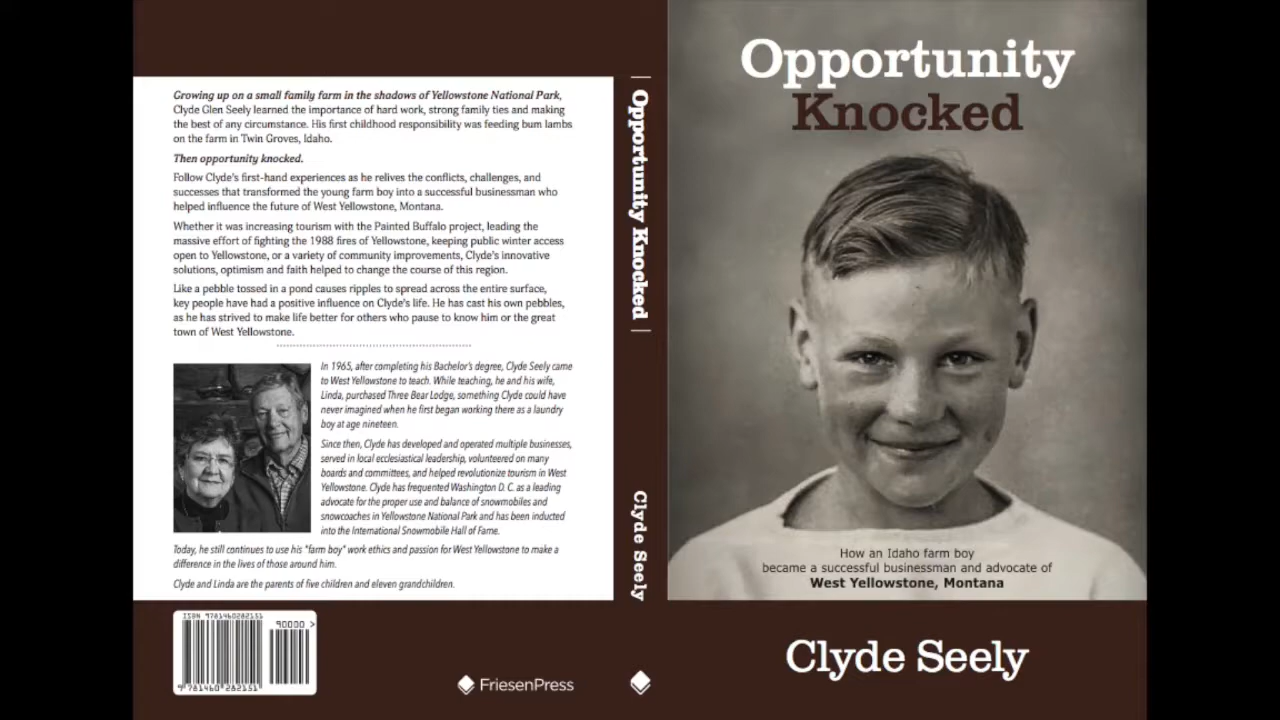 Growing up on a small family farm in the shadows of Yellowstone National Park,
Clyde Glen Seely learned the importance of hard work, strong family ties and making
the best of any circumstance. His first childhood responsibility was feeding bum lambs
on the farm in Twin Groves, Idaho.
Then opportunity knocked.
Follow Clyde's first-hand experiences as he relives the conflicts, challenges, and
successes that transformed the young farm boy into a successful businessman who
helped influence the future of West Yellowstone, Montana.
Whether it was increasing tourism with the Painted Buffalo project, leading the
massive effort of fighting the 1988 fires of Yellowstone, keeping public winter access
open to Yellowstone, or a variety of community improvements, Clyde's innovative
solutions, optimism and faith helped to change the course of this region.
Like a pebble tossed in a pond causes ripples to spread across the entire surface,
key people have had a positive influence on Clyde's life. He has cast his own pebbles,
as he has strived to make life better for others who pause to know him or the great
town of West Yellowstone.
In 1965, after completing his Bachelor's degree, Clyde Seely came
to West Yellowstone to teach. While teaching, he and his wife,
Linda, purchased Three Bear Lodge, something Clyde could have
never imagined when he first began working there as a laundry
boy at age nineteen.
Since then, Clyde has developed and operated multiple businesses,
served in local ecclesiastical leadership, volunteered on many
boards and committees, and helped revolutionize tourism in West
Yellowstone. Clyde has frequented Washington D. C. as a leading
advocate for the proper use and balance of snowmobiles and
snowcoaches in Yellowstone National Park and has been inducted
into the International Snowmobile Hall of Fame.
Today, he still continues to use his "farm boy" work ethics and passion for West Yellowstone to make a
difference in the lives of those around him.
Clyde and Linda are the parents of five children and eleven grandchildren.
ISBN 9781460282151
90000 >
9 781460 282151
FriesenPress
Opportunity Knocked
Clyde Seely
Opportunity
Knocked
How an Idaho farm boy
became a successful businessman and advocate of
West Yellowstone, Montana
Clyde Seely